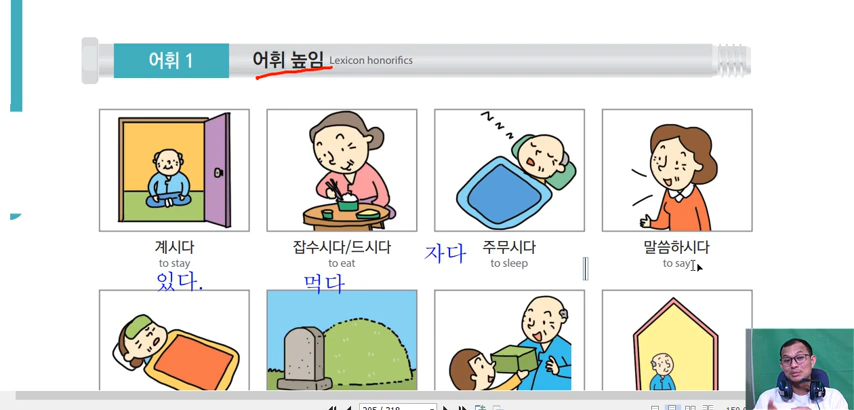 어휘 1
어휘 높임 Lexicon honorifics
z z z
계시다 잡수시다/드시다 자다 주무시다 말씀하시다
to stay to eat to sleep to say
있다. 먹다
205 / 218